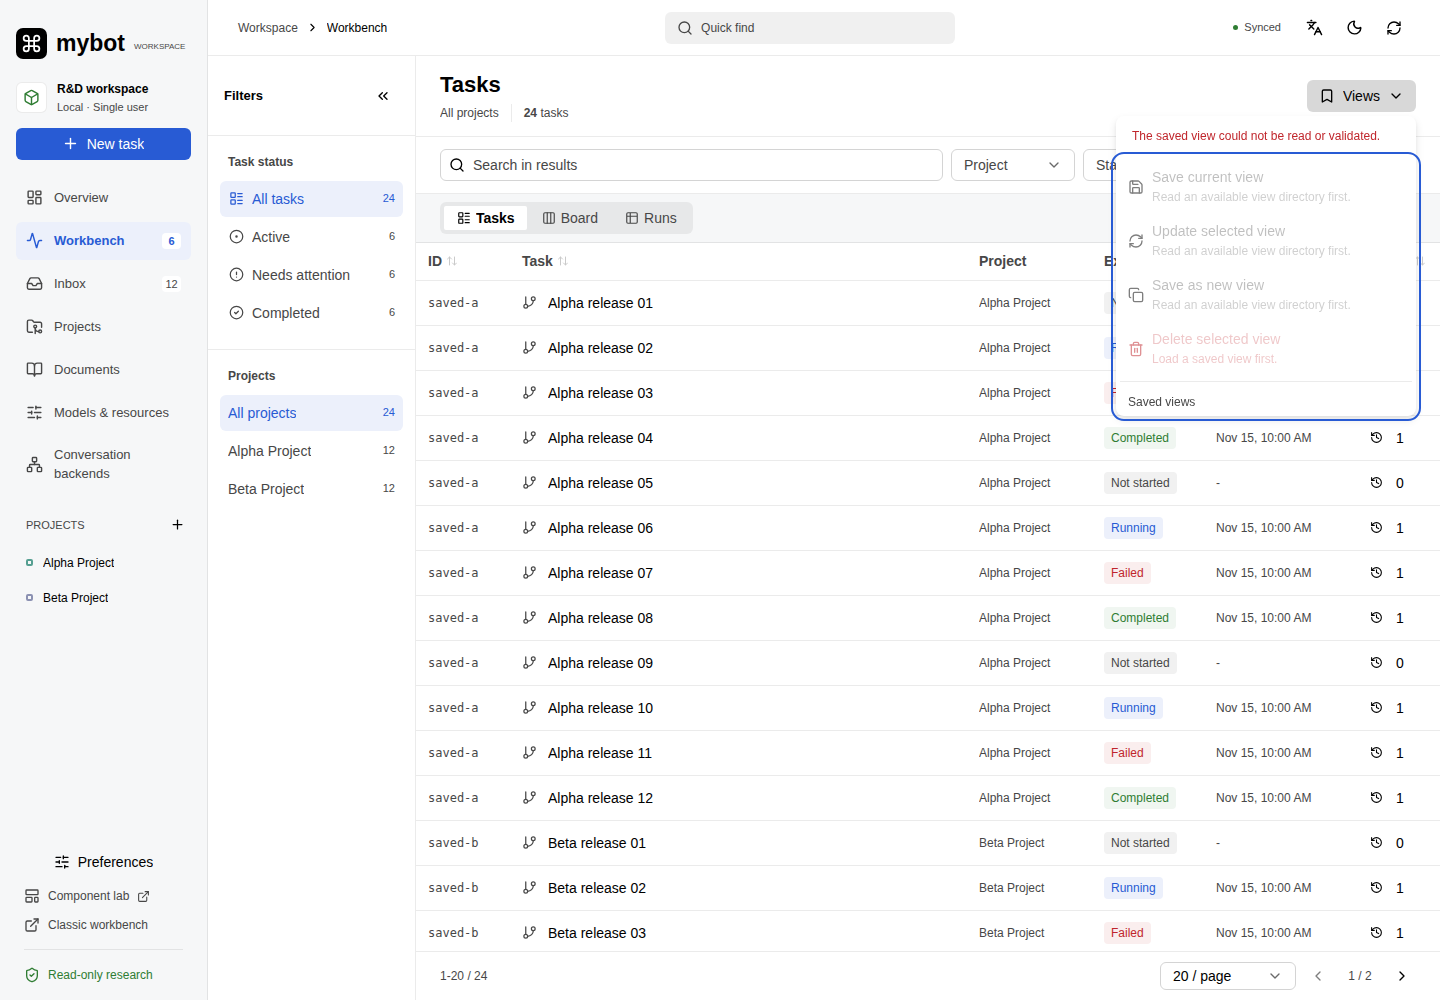 mybot WORKSPACE
R&D workspace
Local · Single user
New task
Overview
Workbench 6
Inbox 12
Projects
Documents
Models & resources
Conversation
backends
PROJECTS
Alpha Project
Beta Project
Preferences
Component lab
Classic workbench
Read-only research
Workspace Workbench
Quick find
Synced
Filters
Task status
All tasks 24
Active 6
Needs attention 6
Completed 6
Projects
All projects 24
Alpha Project 12
Beta Project 12
Tasks
All projects 24 tasks
Views
The saved view could not be read or validated.
Save current view
Read an available view directory first.
Update selected view
Read an available view directory first.
Save as new view
Read an available view directory first.
Delete selected view
Load a saved view first.
Saved views
Search in results
Project
Tasks Board Runs
ID Task Project
saved-a Alpha release 01 Alpha Project
saved-a Alpha release 02 Alpha Project
saved-a Alpha release 03 Alpha Project
saved-a Alpha release 04 Alpha Project Completed Nov 15, 10:00 AM 1
saved-a Alpha release 05 Alpha Project Not started - 0
saved-a Alpha release 06 Alpha Project Running Nov 15, 10:00 AM 1
saved-a Alpha release 07 Alpha Project Failed Nov 15, 10:00 AM 1
saved-a Alpha release 08 Alpha Project Completed Nov 15, 10:00 AM 1
saved-a Alpha release 09 Alpha Project Not started - 0
saved-a Alpha release 10 Alpha Project Running Nov 15, 10:00 AM 1
saved-a Alpha release 11 Alpha Project Failed Nov 15, 10:00 AM 1
saved-a Alpha release 12 Alpha Project Completed Nov 15, 10:00 AM 1
saved-b Beta release 01 Beta Project Not started - 0
saved-b Beta release 02 Beta Project Running Nov 15, 10:00 AM 1
saved-b Beta release 03 Beta Project Failed Nov 15, 10:00 AM 1
1-20 / 24
20 / page
1 / 2